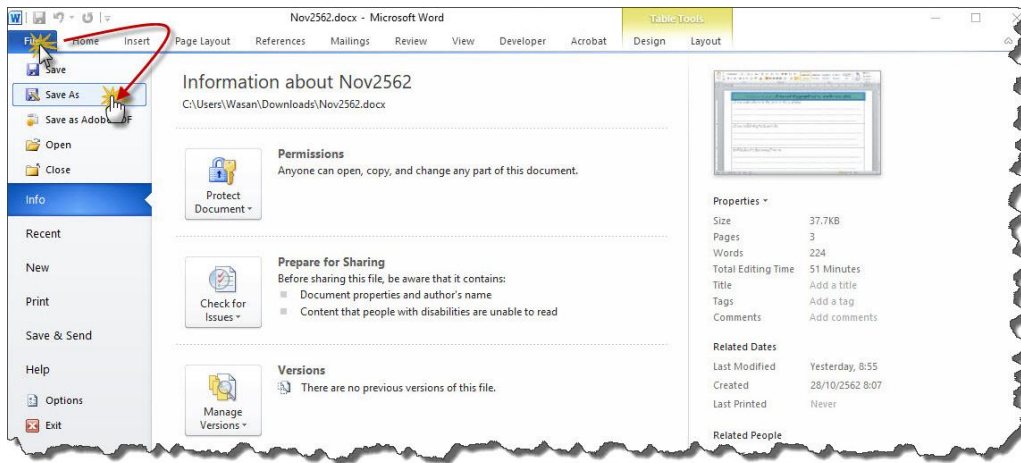 Nov2562.docx - Microsoft Word
Table Tools
Home Insert Page Layout References Mailings Review View Developer Acrobat Design Layout
Save
Save As
Save as Adobe
Open
Close
Info
Recent
New
Print
Save & Send
Help
Options
Exit
Information about Nov2562
C:\Users\Wasan\Downloads\Nov2562.docx
Protect
Document
Permissions
Anyone can open, copy, and change any part of this document.
Check for
Issues
Prepare for Sharing
Before sharing this file, be aware that it contains:
Document properties and author's name
Content that people with disabilities are unable to read
Manage
Versions
Versions
There are no previous versions of this file.
Properties
Size 37.7KB
Pages 3
Words 224
Total Editing Time 51 Minutes
Title Add a title
Tags Add a tag
Comments Add comments
Related Dates
Last Modified Yesterday, 8:55
Created 28/10/2562 8:07
Last Printed Never
Related People